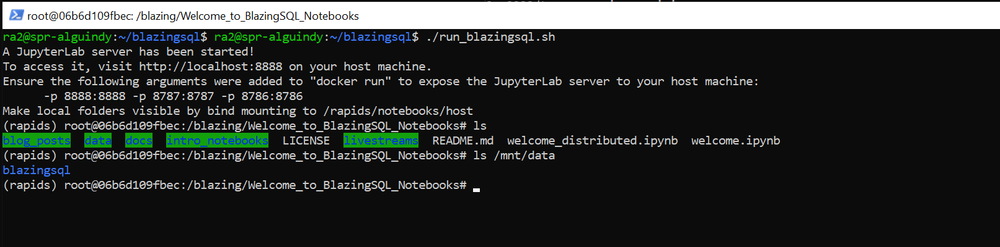 root@06b6d109fbec: /blazing/Welcome_to_BlazingSQL_Notebooks
ra2@spr-alguindy:~/blazingsql$ ra2@spr-alguindy:~/blazingsql$ ./run_blazingsql.sh
A JupyterLab server has been started!
To access it, visit http://localhost:8888 on your host machine.
Ensure the following arguments were added to "docker run" to expose the JupyterLab server to your host machine:
      -p 8888:8888 -p 8787:8787 -p 8786:8786
Make local folders visible by bind mounting to /rapids/notebooks/host
(rapids) root@06b6d109fbec:/blazing/Welcome_to_BlazingSQL_Notebooks# ls
blog_posts  data  docs  intro_notebooks  LICENSE  livestreams  README.md  welcome_distributed.ipynb  welcome.ipynb
(rapids) root@06b6d109fbec:/blazing/Welcome_to_BlazingSQL_Notebooks# ls /mnt/data
blazingsql
(rapids) root@06b6d109fbec:/blazing/Welcome_to_BlazingSQL_Notebooks#